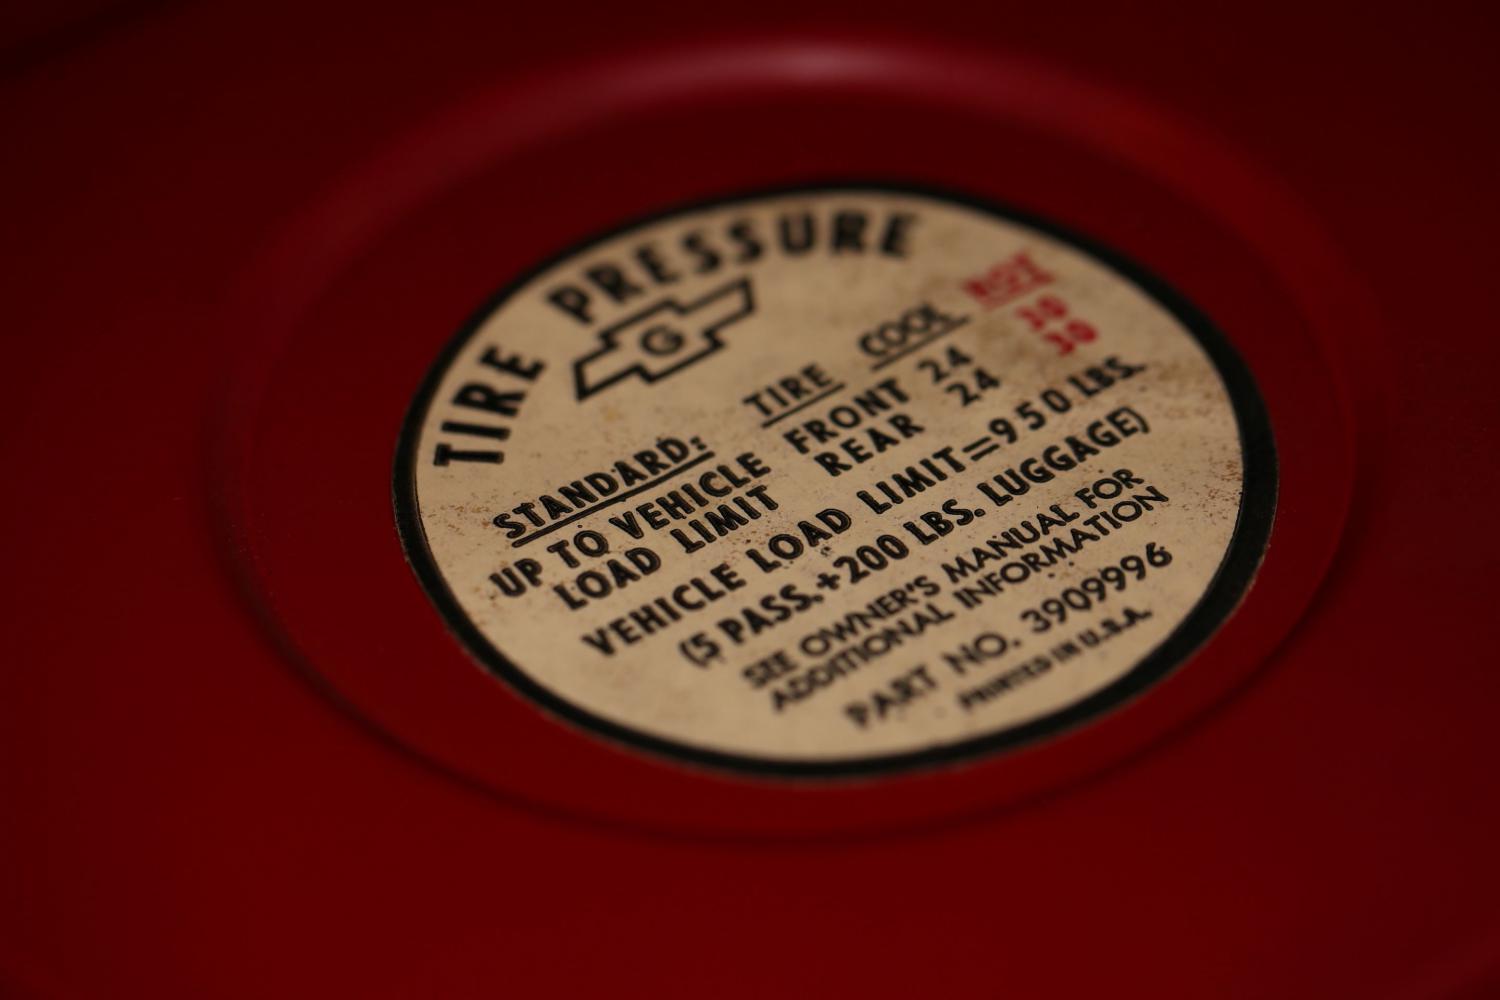 TIRE PRESSURE
G
TIRE COOL HOT
STANDARD: FRONT 24 30
UP TO VEHICLE REAR 24 30
LOAD LIMIT
VEHICLE LOAD LIMIT=950 LBS.
(5 PASS.+200 LBS. LUGGAGE)
SEE OWNER'S MANUAL FOR
ADDITIONAL INFORMATION
PART NO. 3909996
PRINTED IN U.S.A.